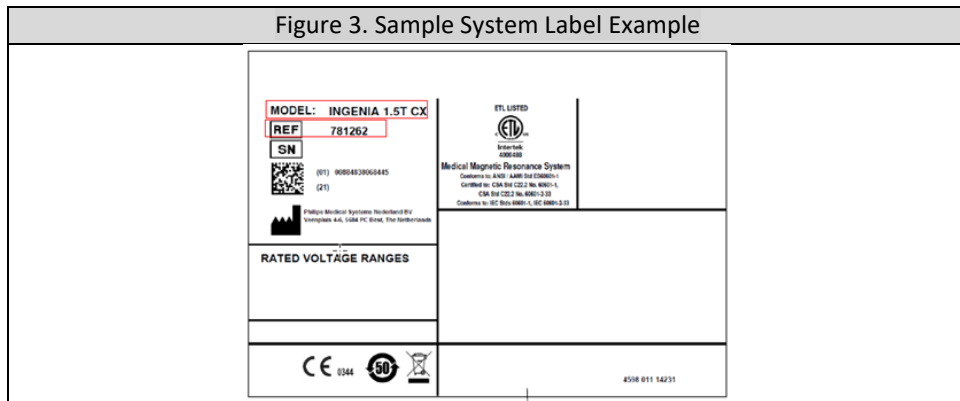 Figure 3. Sample System Label Example
MODEL: INGENIA 1.5T CX
REF 781262
SN
(01) 00884838068445
(21)
Philips Medical Systems Nederland BV
Veenpluis 4-6, 5684 PC Best, The Netherlands
RATED VOLTAGE RANGES
CE 0344
50
ETL LISTED
ETL
Intertek
4000488
Medical Magnetic Resonance System
Conforms to: ANSI / AAMI Std ES60601-1
Certified to: CSA Std C22.2 No. 60601-1,
CSA Std C22.2 No. 60601-2-33
Conforms to: IEC Stds 60601-1, IEC 60601-2-33
4598 011 14231